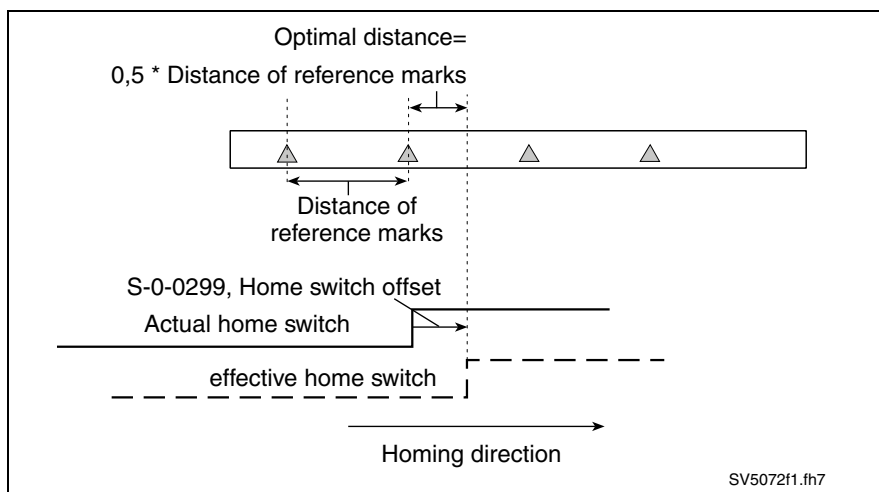 Optimal distance=
0,5 * Distance of reference marks
Distance of
reference marks
S-0-0299, Home switch offset
Actual home switch
effective home switch
Homing direction
SV5072f1.fh7